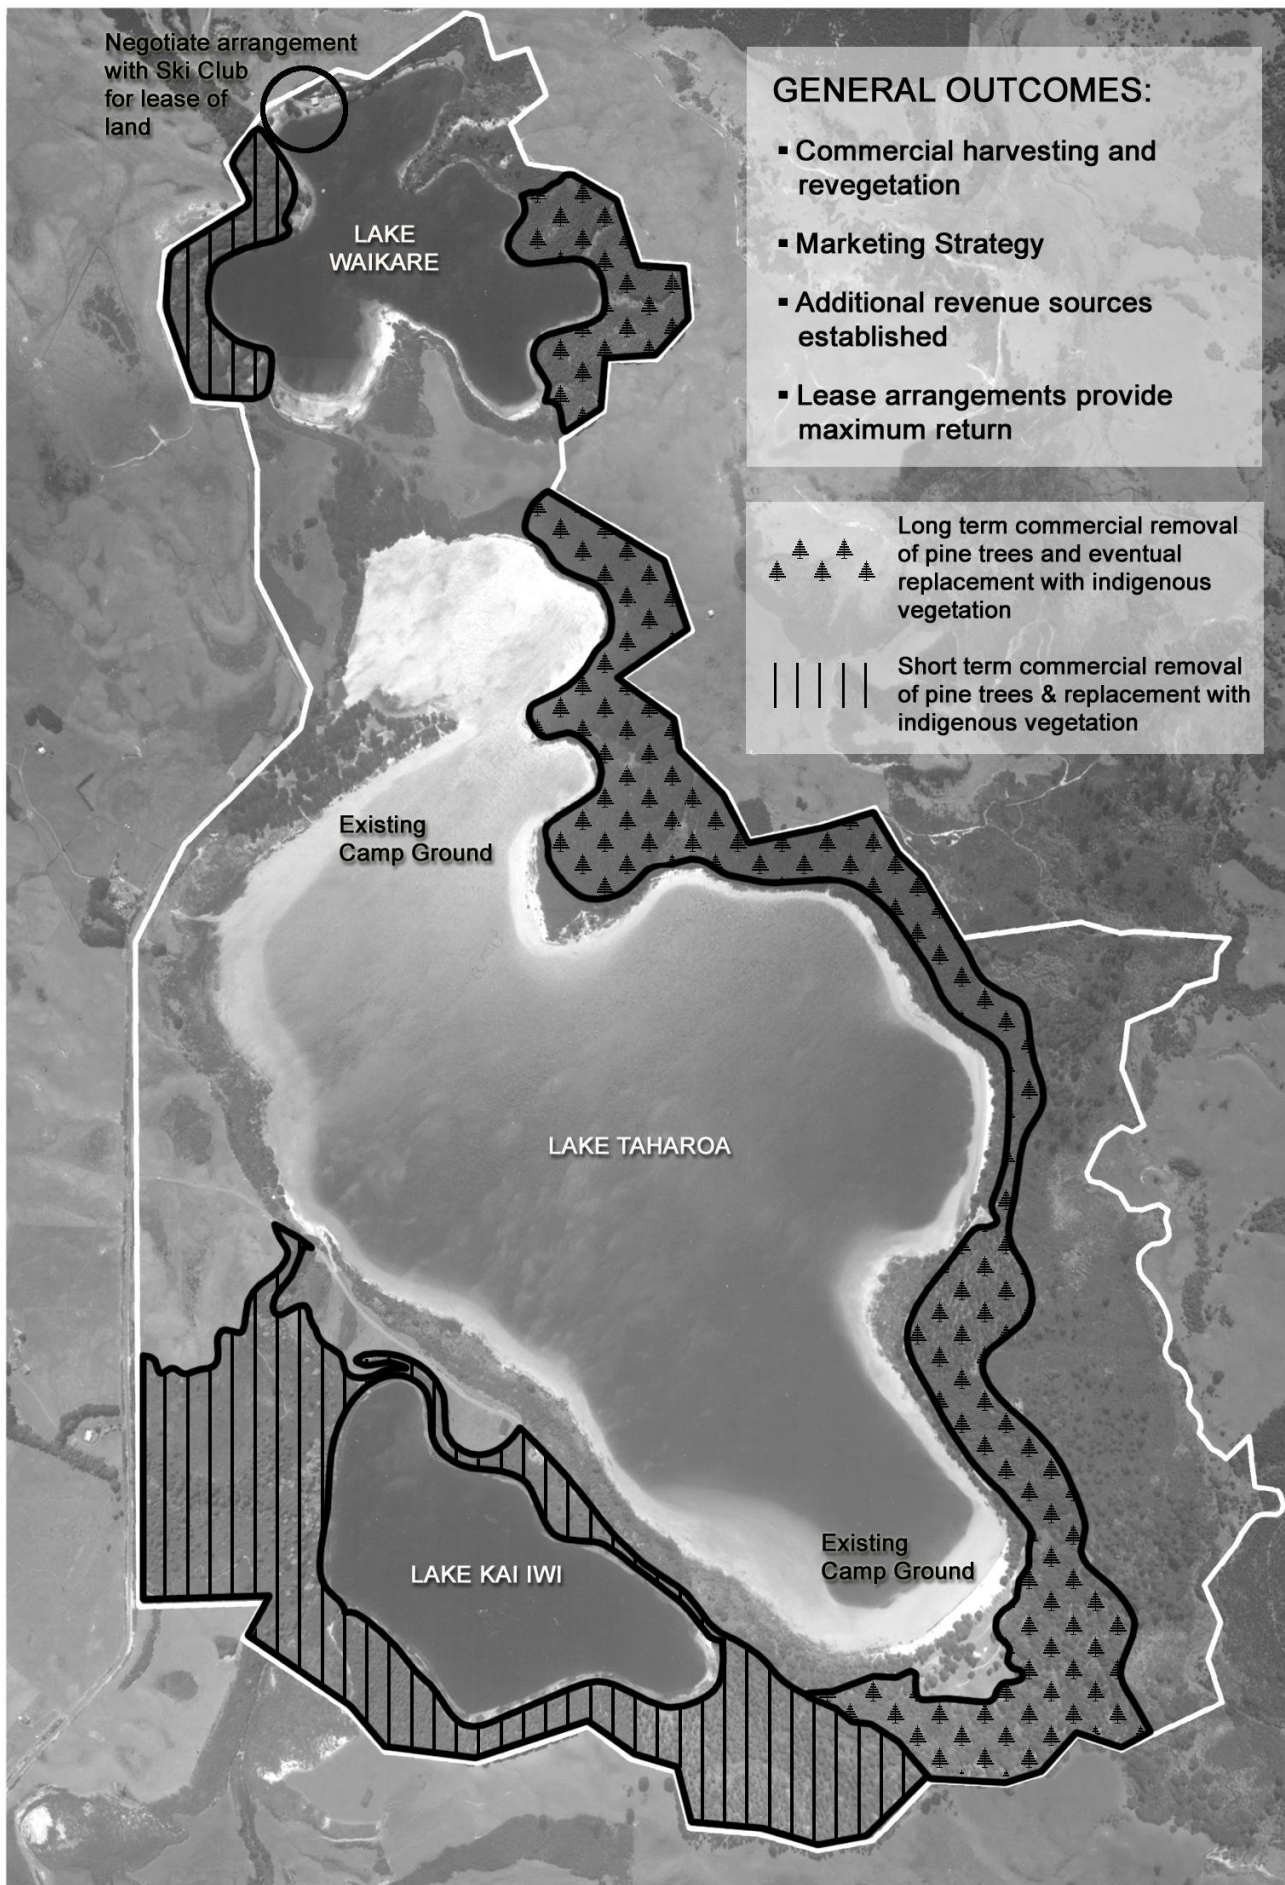 Negotiate arrangement
with Ski Club
for lease of
land
GENERAL OUTCOMES:
▪ Commercial harvesting and
revegetation
▪ Marketing Strategy
▪ Additional revenue sources
established
▪ Lease arrangements provide
maximum return
LAKE
WAIKARE
Long term commercial removal
of pine trees and eventual
replacement with indigenous
vegetation
Short term commercial removal
of pine trees & replacement with
indigenous vegetation
Existing
Camp Ground
LAKE TAHAROA
Existing
Camp Ground
LAKE KAI IWI